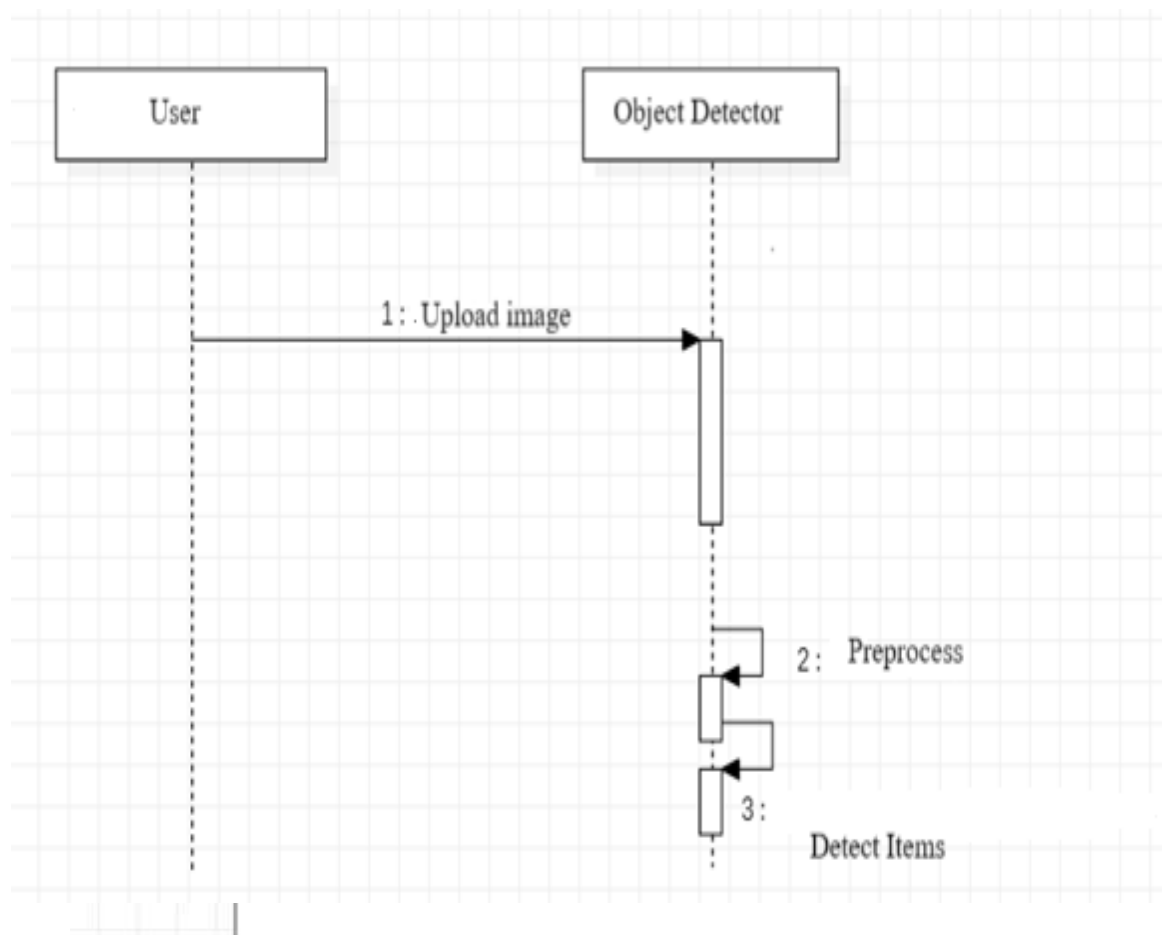 User
Object Detector
1: Upload image
2: Preprocess
3:
Detect Items